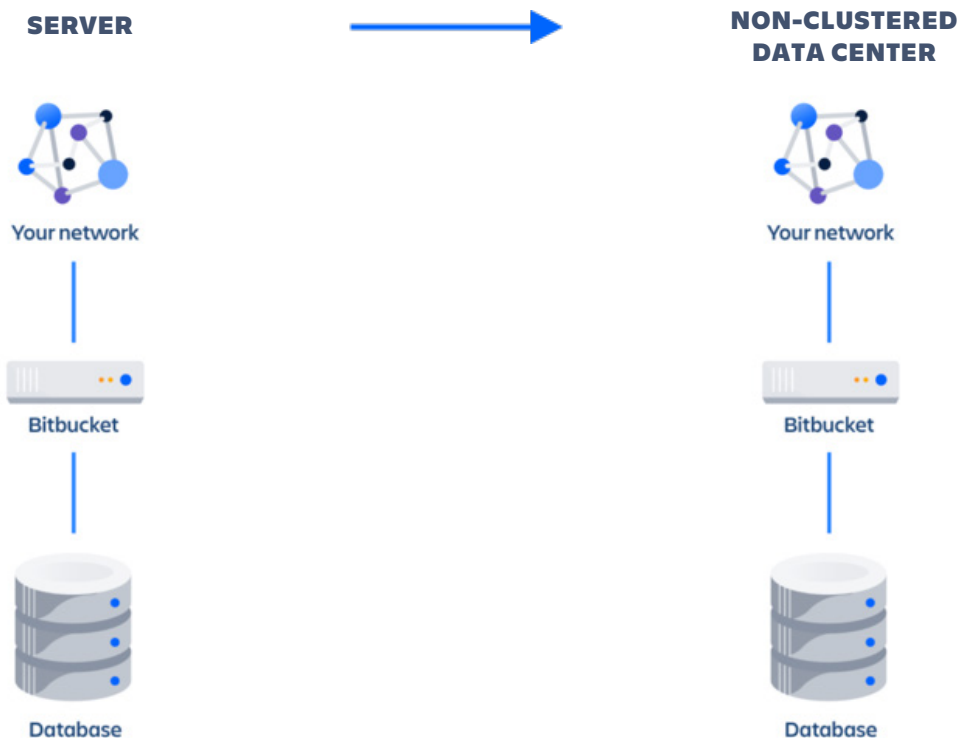 SERVER
NON-CLUSTERED
DATA CENTER
Your network
Your network
Bitbucket
Bitbucket
Database
Database